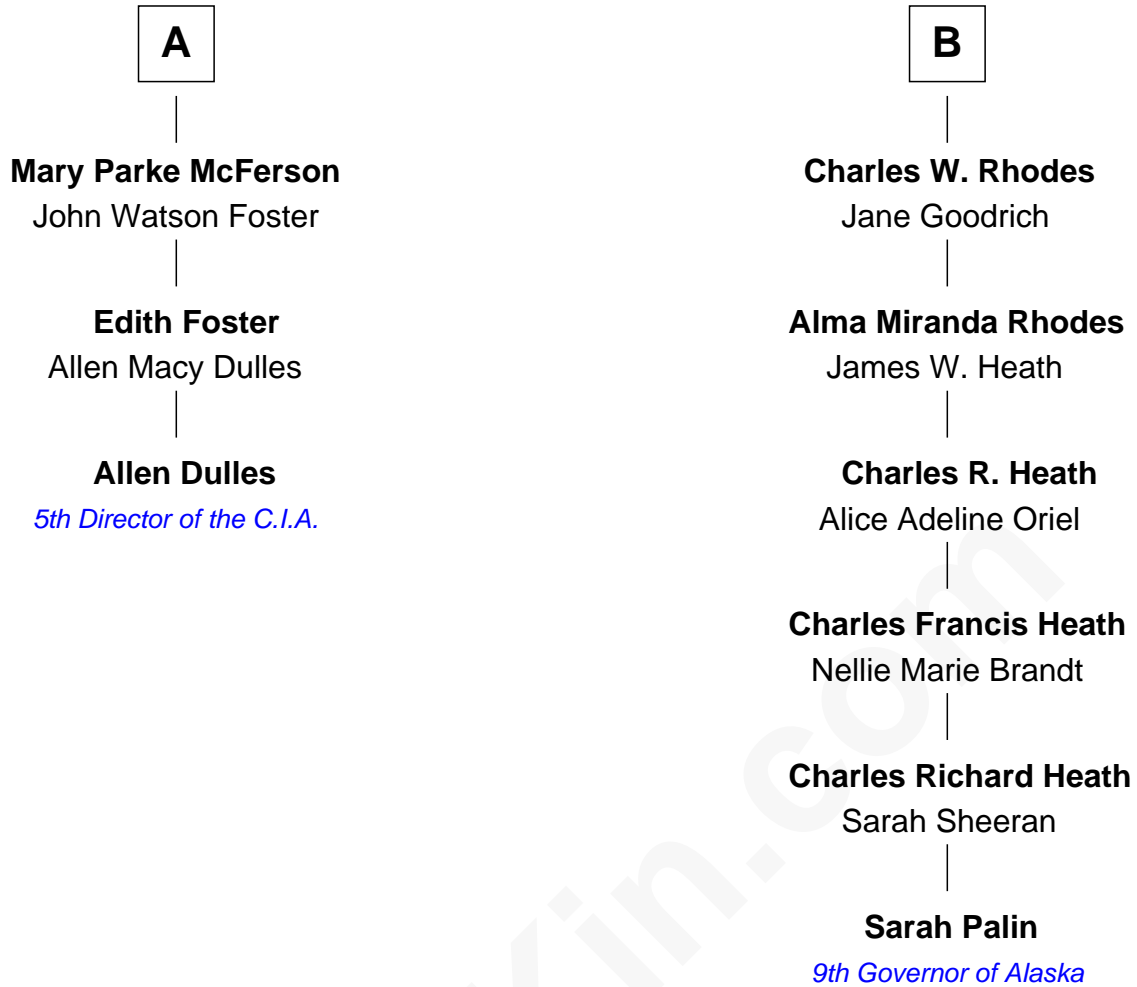 A
Mary Parke McFerson
John Watson Foster
Edith Foster
Allen Macy Dulles
Allen Dulles
5th Director of the C.I.A.
B
Charles W. Rhodes
Jane Goodrich
Alma Miranda Rhodes
James W. Heath
Charles R. Heath
Alice Adeline Oriel
Charles Francis Heath
Nellie Marie Brandt
Charles Richard Heath
Sarah Sheeran
Sarah Palin
9th Governor of Alaska
Kin.com